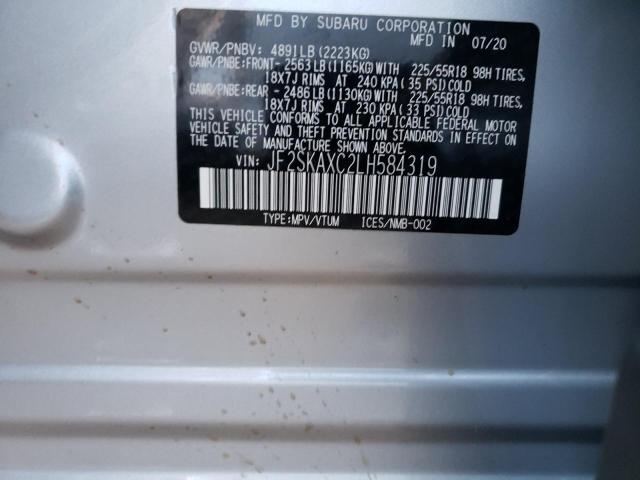 MFD BY SUBARU CORPORATION
GVWR/PNBV: 4891LB(2223KG) MFD IN 07/20
GAWR/PNBE:FRONT-2563LB(1165KG)WITH 225/55R18 98H TIRES,
18X7J RIMS AT 240 KPA(35 PSI)COLD
GAWR/PNBE:REAR -2486LB(1130KG)WITH 225/55R18 98H TIRES,
18X7J RIMS AT 230 KPA(33 PSI)COLD
THIS VEHICLE CONFORMS TO ALL APPLICABLE FEDERAL MOTOR
VEHICLE SAFETY AND THEFT PREVENTION STANDARDS IN EFFECT ON
THE DATE OF MANUFACTURE SHOWN ABOVE.
VIN: JF2SKAXC2LH584319
TYPE:MPV/VTUM ICES/NMB-002